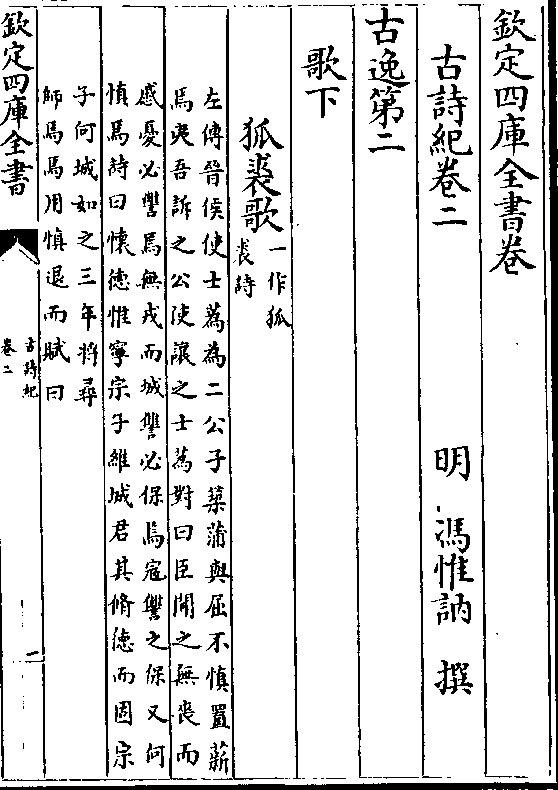 欽定四庫全書卷
古詩紀卷二
明 馮惟訥 撰
古逸第二
歌下
狐裘歌
一作狐
裘詩
左傳晉侯使士蒍為二公子築蒲與屈不慎置薪
焉夷吾訴之公使讓之士蒍對曰臣聞之無喪而
慼憂必讐焉無戎而城讐必保焉寇讐之保又何
慎焉詩曰懷德惟寧宗子維城君其脩德而固宗
子何城如之三年將尋
師焉焉用慎退而賦曰
欽定四庫全書
古詩紀
卷二
一